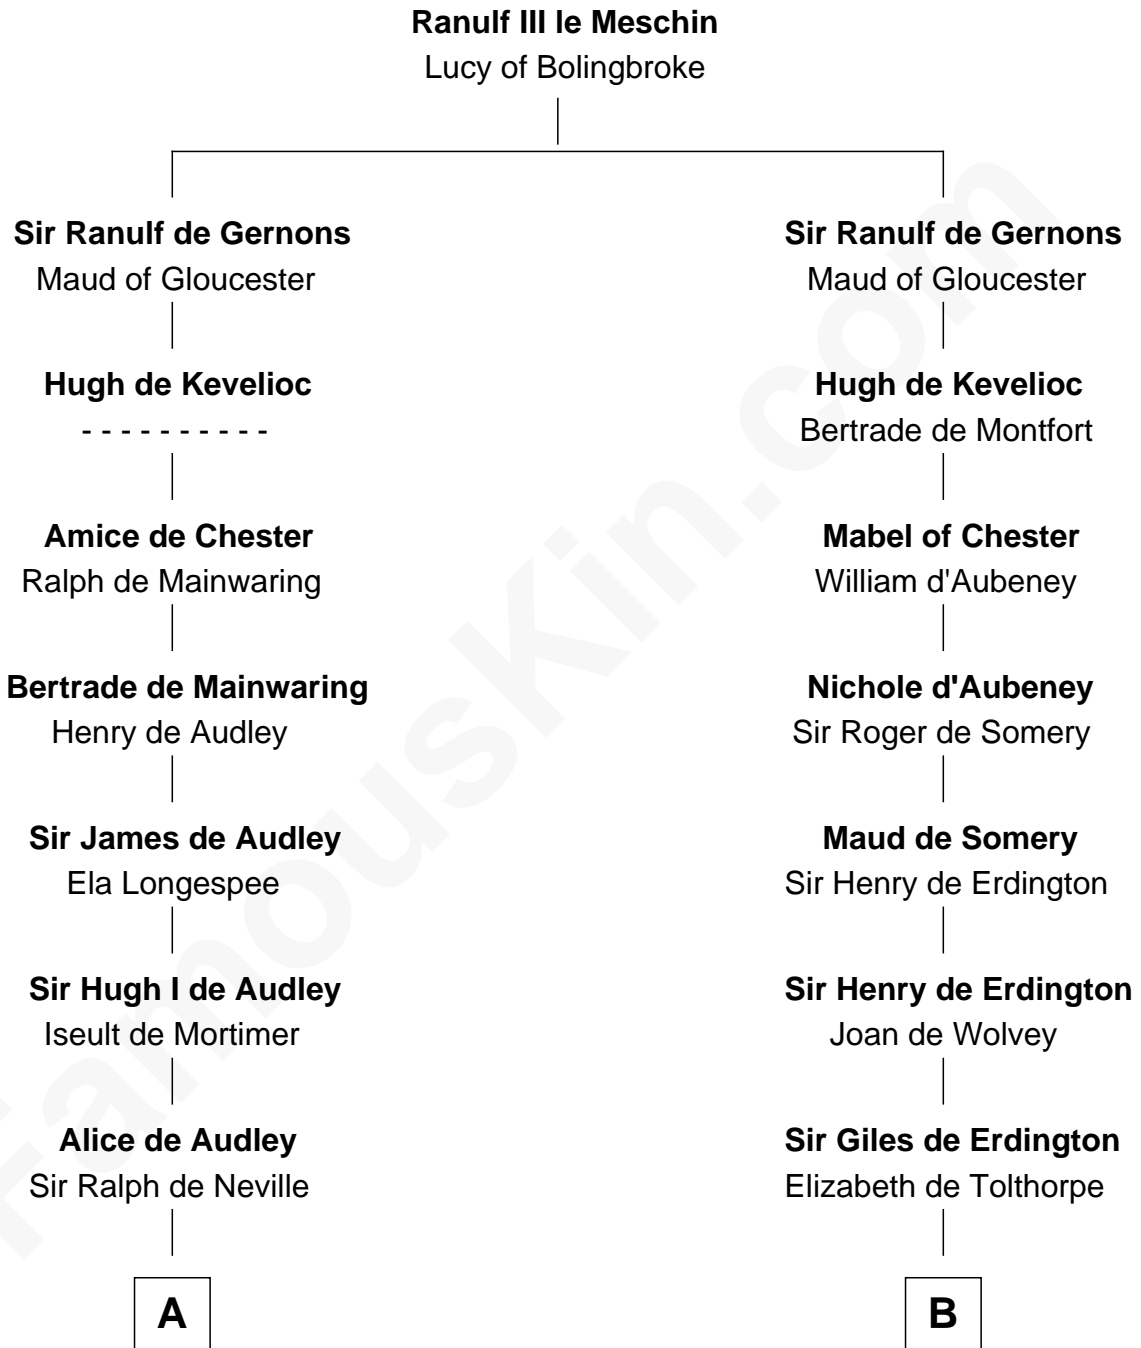 Ranulf III le Meschin
Lucy of Bolingbroke
Sir Ranulf de Gernons
Maud of Gloucester
Hugh de Kevelioc
- - - - - - - - - -
Amice de Chester
Ralph de Mainwaring
Bertrade de Mainwaring
Henry de Audley
Sir James de Audley
Ela Longespee
Sir Hugh I de Audley
Iseult de Mortimer
Alice de Audley
Sir Ralph de Neville
A
Sir Ranulf de Gernons
Maud of Gloucester
Hugh de Kevelioc
Bertrade de Montfort
Mabel of Chester
William d'Aubeney
Nichole d'Aubeney
Sir Roger de Somery
Maud de Somery
Sir Henry de Erdington
Sir Henry de Erdington
Joan de Wolvey
Sir Giles de Erdington
Elizabeth de Tolthorpe
B
FamousKin.com